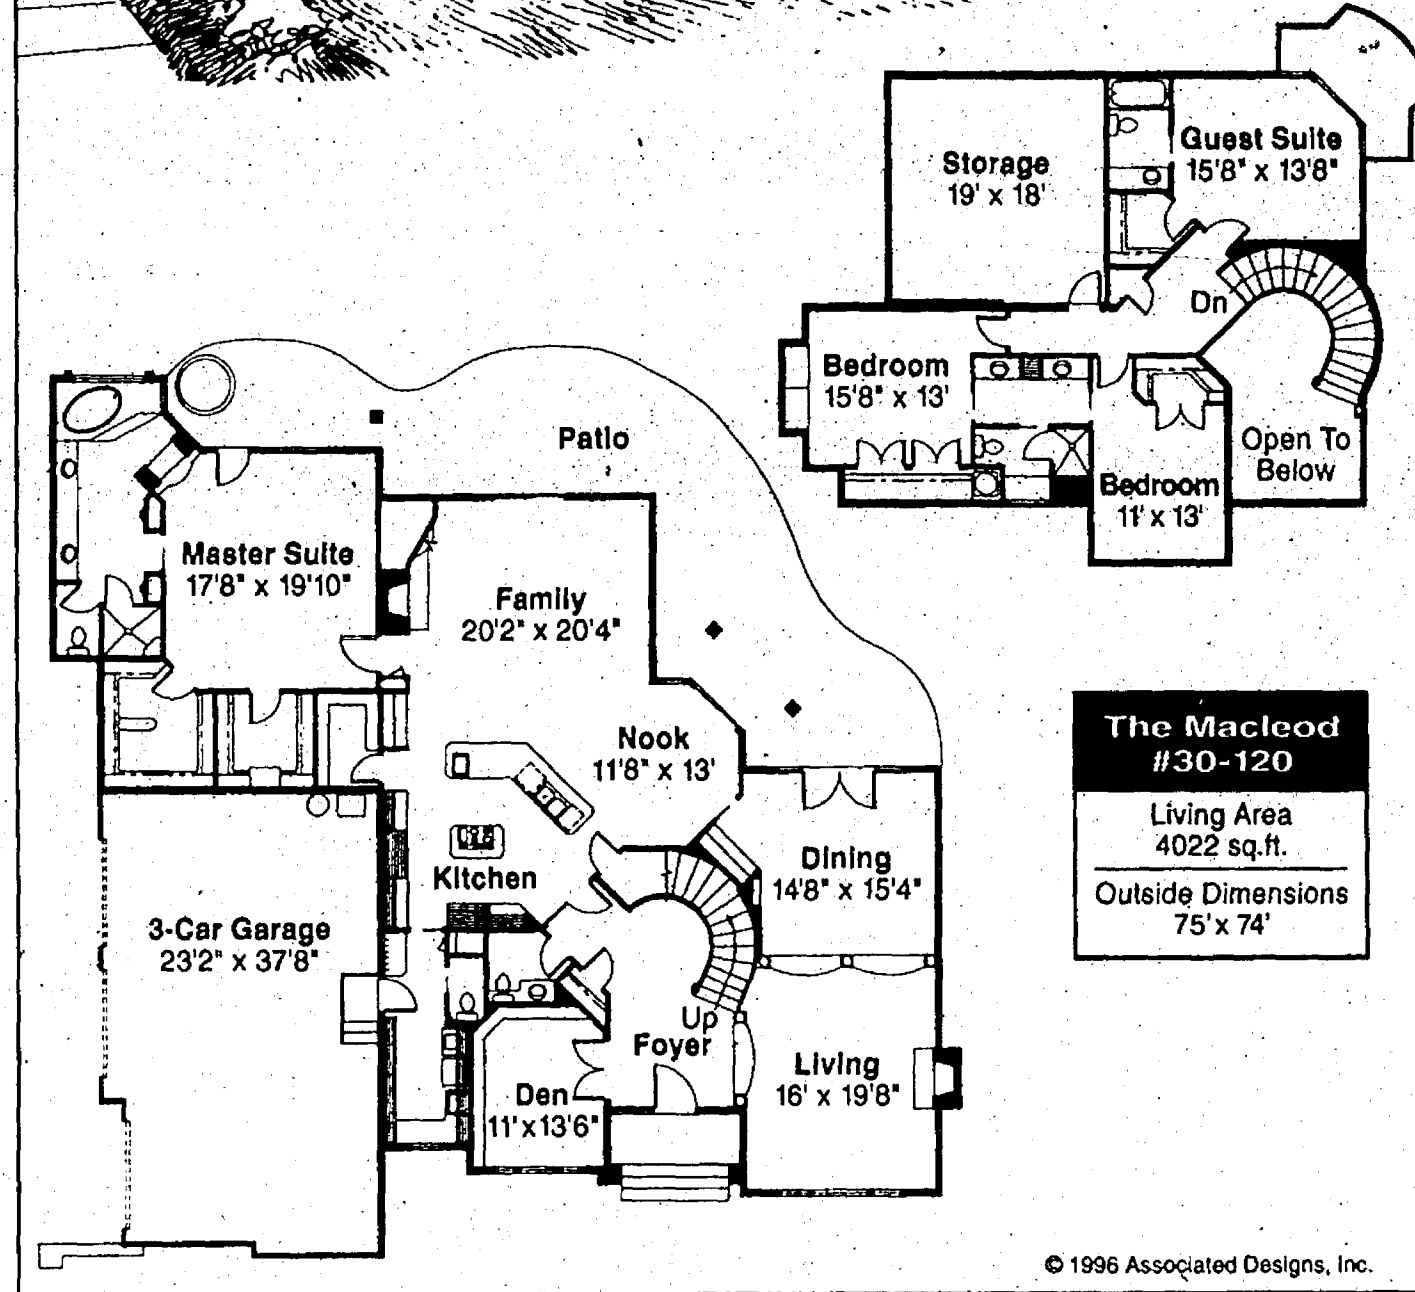 Guest Suite
15'8" x 13'8"
Storage
19' x 18'
Dn
Bedroom
15'8" x 13'
Open To
Below
Bedroom
11' x 13'
Patio
Master Suite
17'8" x 19'10"
Family
20'2" x 20'4"
Nook
11'8" x 13'
Kitchen
Dining
14'8" x 15'4"
3-Car Garage
23'2" x 37'8"
Up
Foyer
Living
16' x 19'8"
Den
11'x13'6"
The Macleod
#30-120
Living Area
4022 sq.ft.
Outside Dimensions
75' x 74'
© 1996 Associated Designs, Inc.